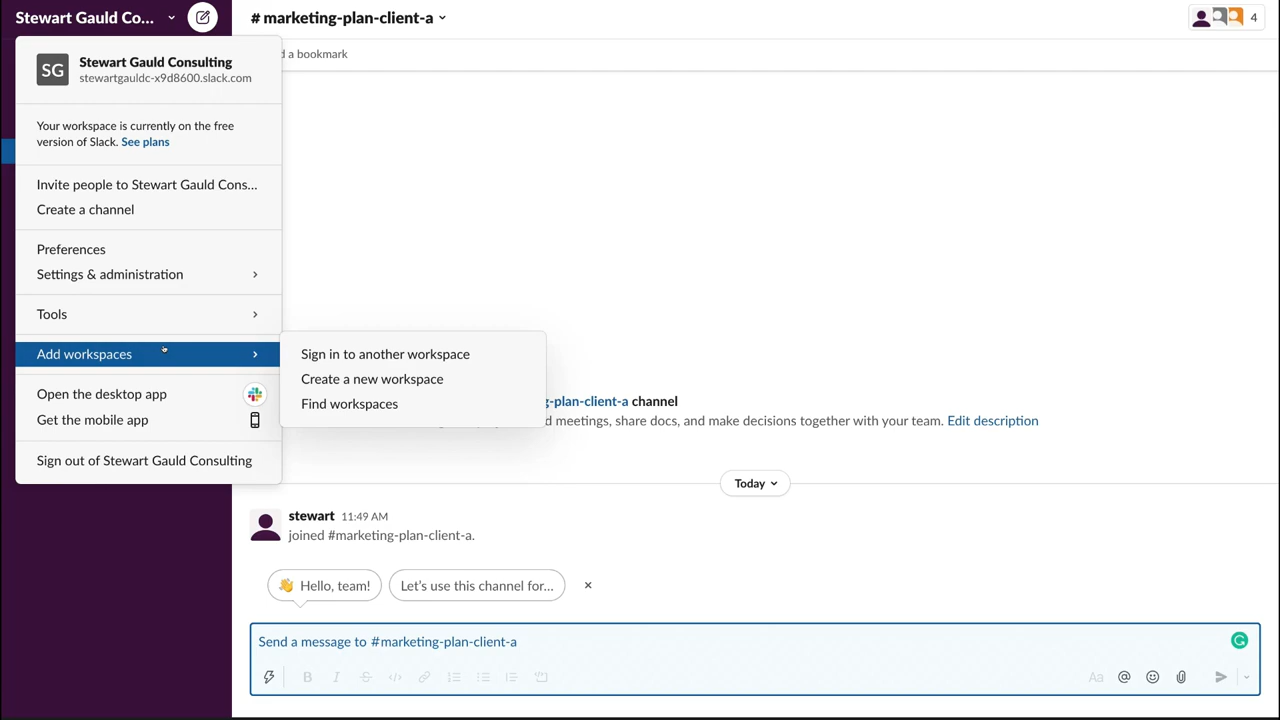 Stewart Gauld Co...
# marketing-plan-client-a
4
d a bookmark
SG
Stewart Gauld Consulting
stewartgauldc-x9d8600.slack.com
Your workspace is currently on the free
version of Slack. See plans
Invite people to Stewart Gauld Cons...
Create a channel
Preferences
Settings & administration
Tools
Add workspaces
Sign in to another workspace
Create a new workspace
Find workspaces
Open the desktop app
Get the mobile app
Sign out of Stewart Gauld Consulting
g-plan-client-a channel
d meetings, share docs, and make decisions together with your team. Edit description
Today
stewart 11:49 AM
joined #marketing-plan-client-a.
👋 Hello, team!
Let's use this channel for...
Send a message to #marketing-plan-client-a
B I S </>
Aa @